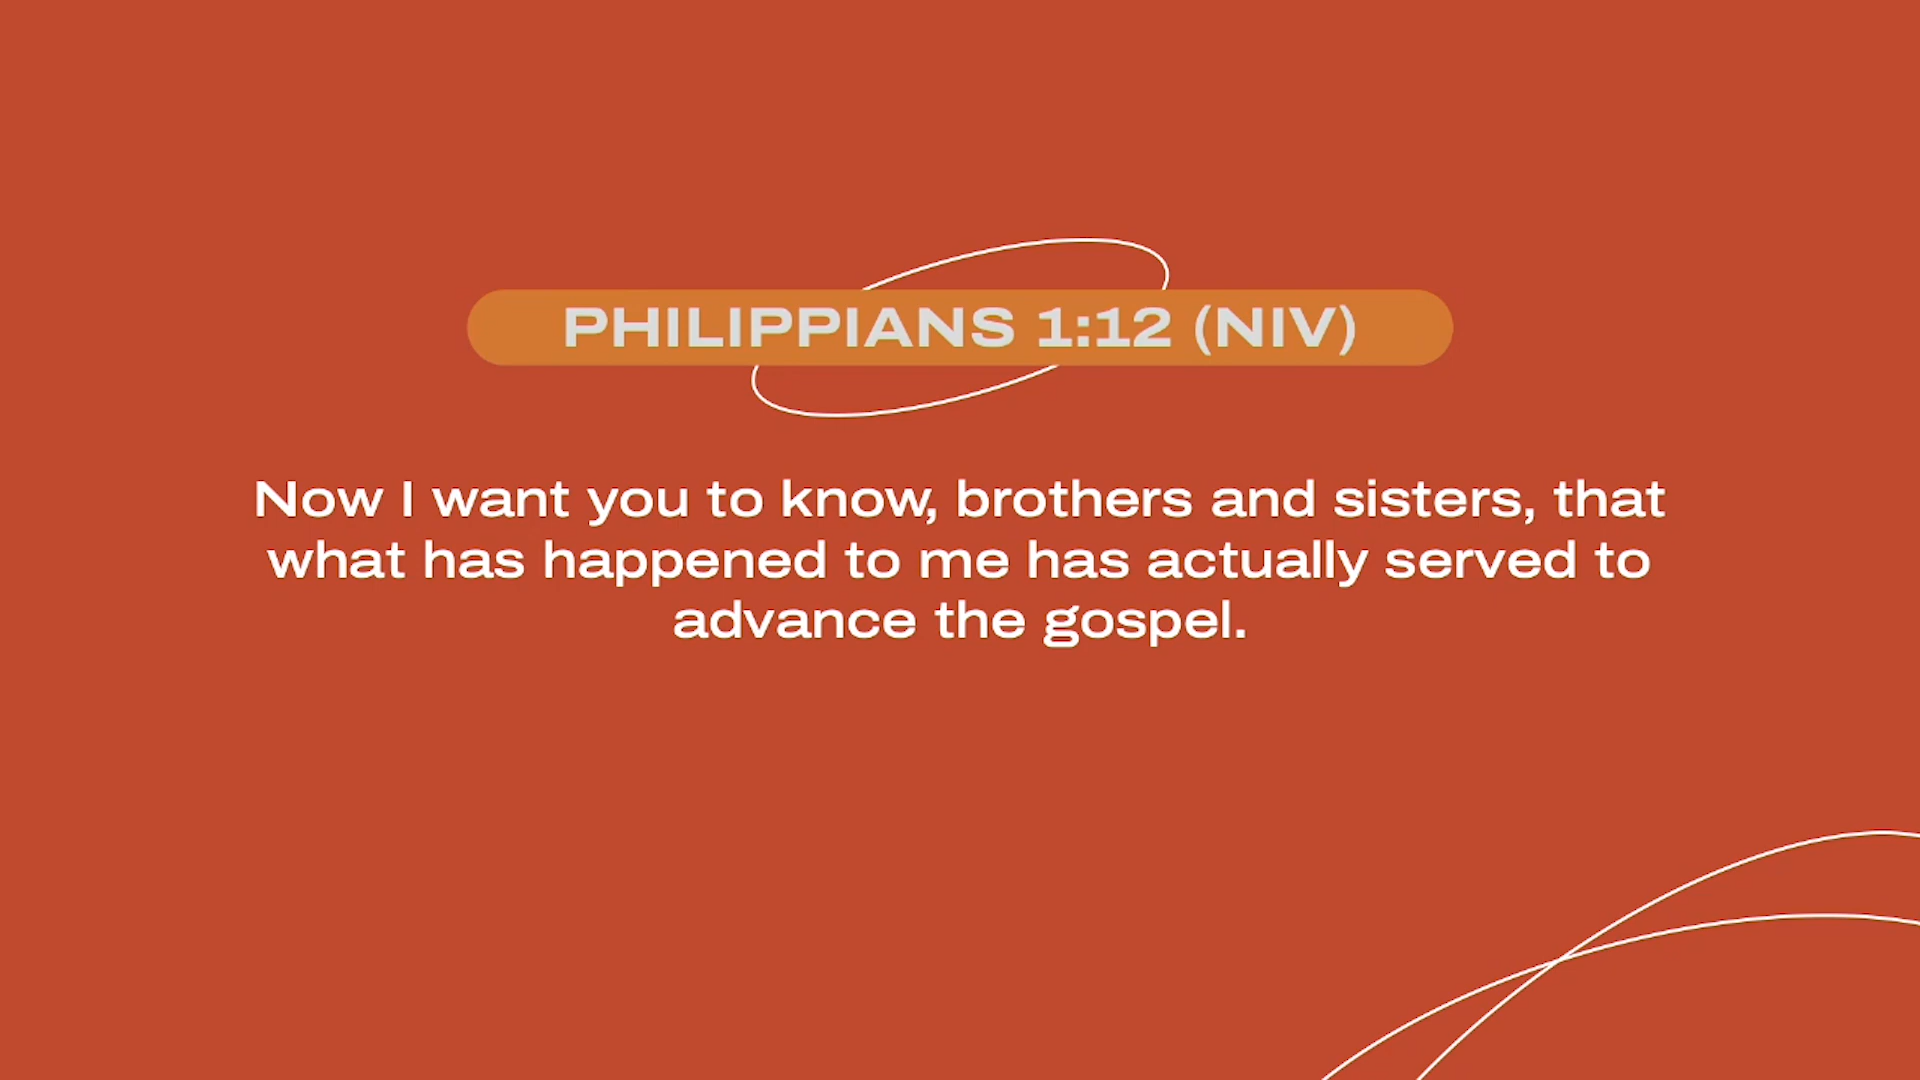 PHILIPPIANS 1:12 (NIV)
Now I want you to know, brothers and sisters, that
what has happened to me has actually served to
advance the gospel.